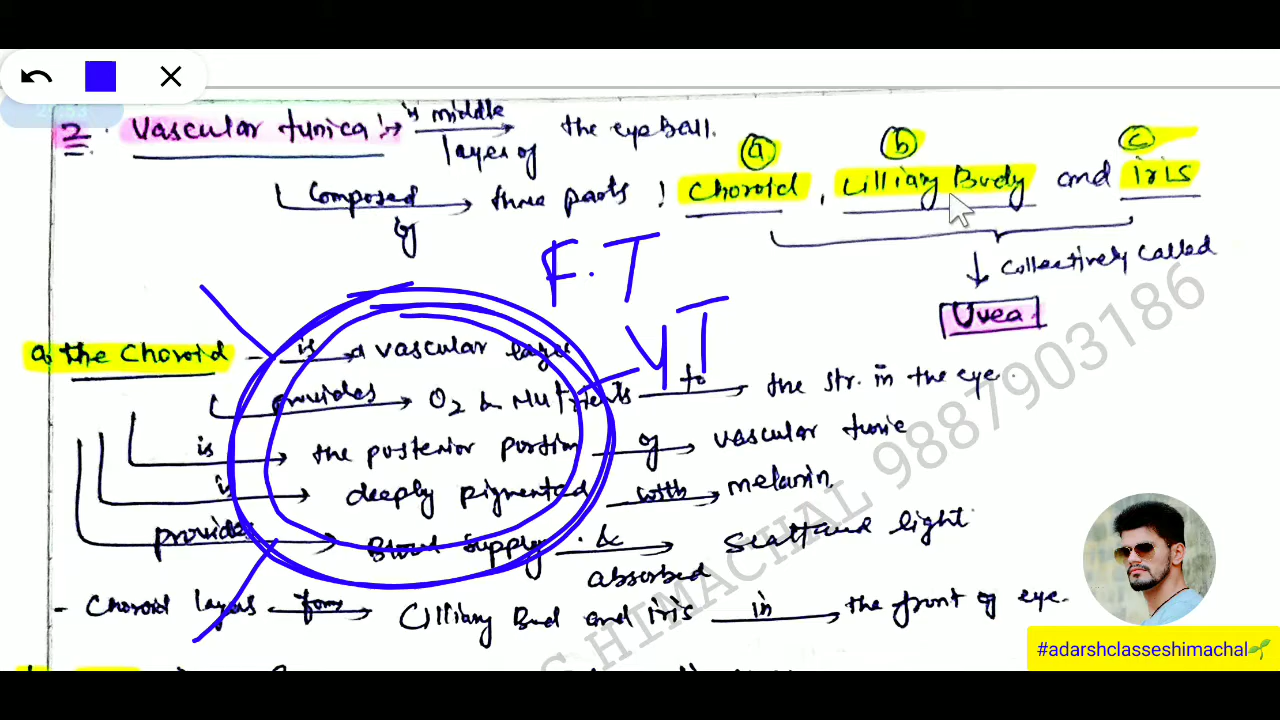 2. Vascular tunica :→ is middle layers of → the eyeball.
(a) (b) (c)
Composed of → three parts : Choroid, Cilliary Body and iris
↓ Collectively called
Uvea
F.T
VT
a. the Choroid - is → a vascular layer
provides → O2 & Nutrients to → the str. in the eye.
is → the posterior portion of → vascular tunic
is → deeply pigmented with → melanin.
provides → Blood supply & absorbed → light
- Choroid layers form → Cilliary Bod and iris in → the front of eye.
HIMACHAL 9887903186
#adarshclasseshimachal